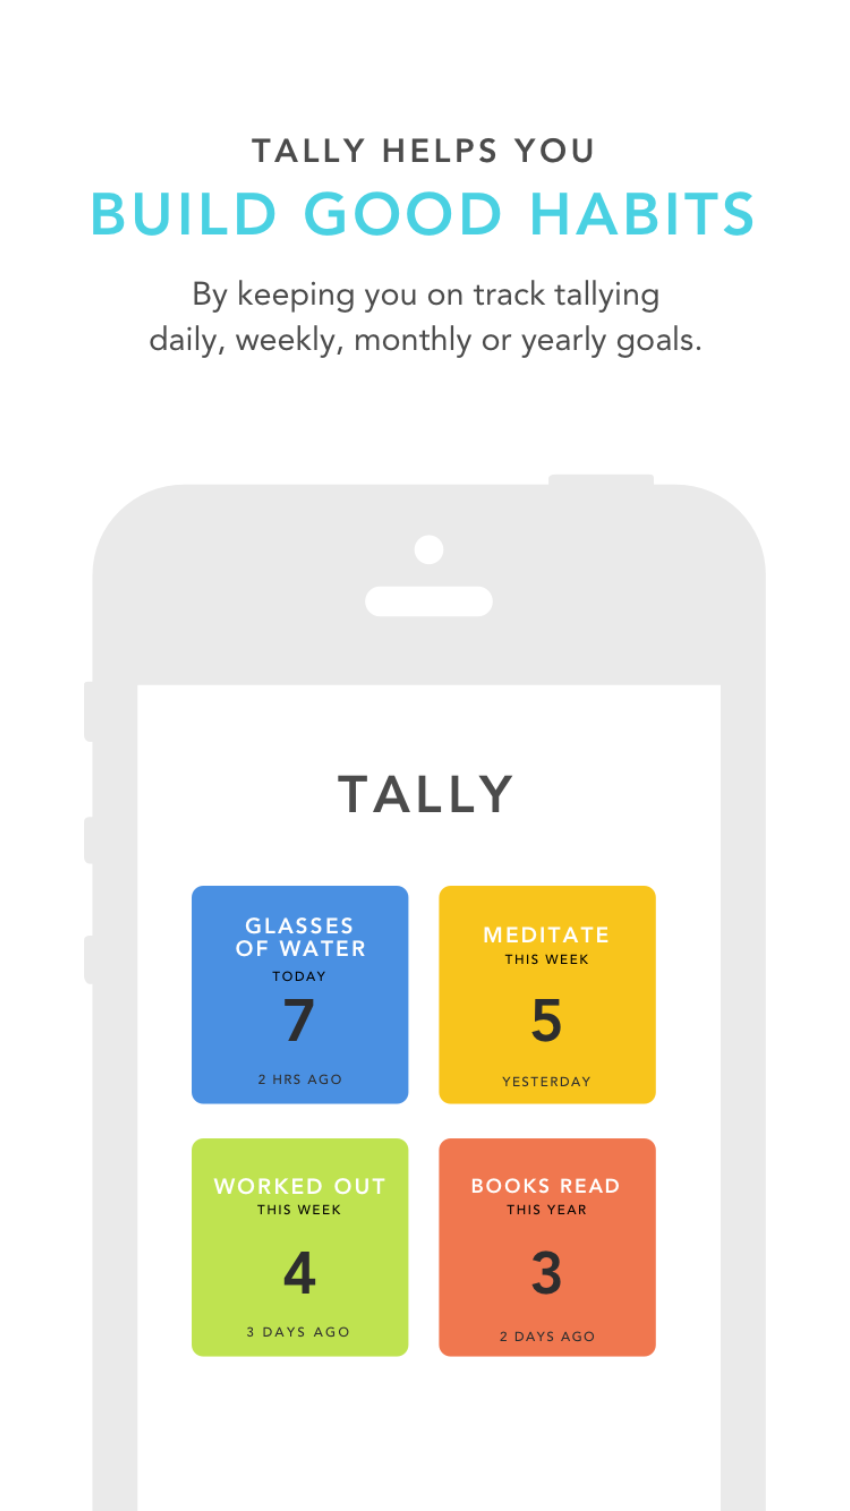 TALLY HELPS YOU
BUILD GOOD HABITS
By keeping you on track tallying
daily, weekly, monthly or yearly goals.
TALLY
GLASSES
OF WATER
TODAY
7
2 HRS AGO
MEDITATE
THIS WEEK
5
YESTERDAY
WORKED OUT
THIS WEEK
4
3 DAYS AGO
BOOKS READ
THIS YEAR
3
2 DAYS AGO